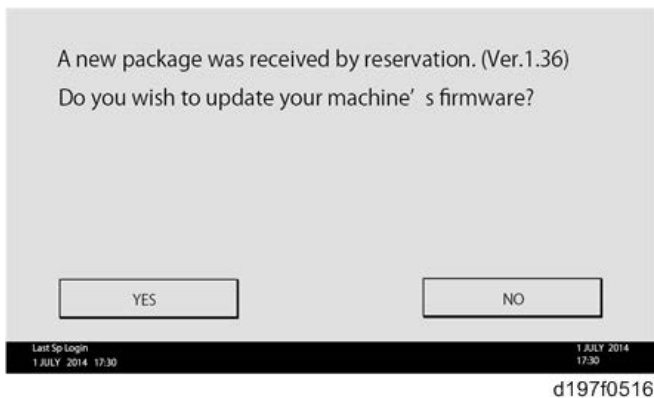 A new package was received by reservation. (Ver.1.36)
Do you wish to update your machine’ s firmware?
YES
NO
Last Sp Login
1 JULY 2014 17:30
1 JULY 2014
17:30
d197f0516